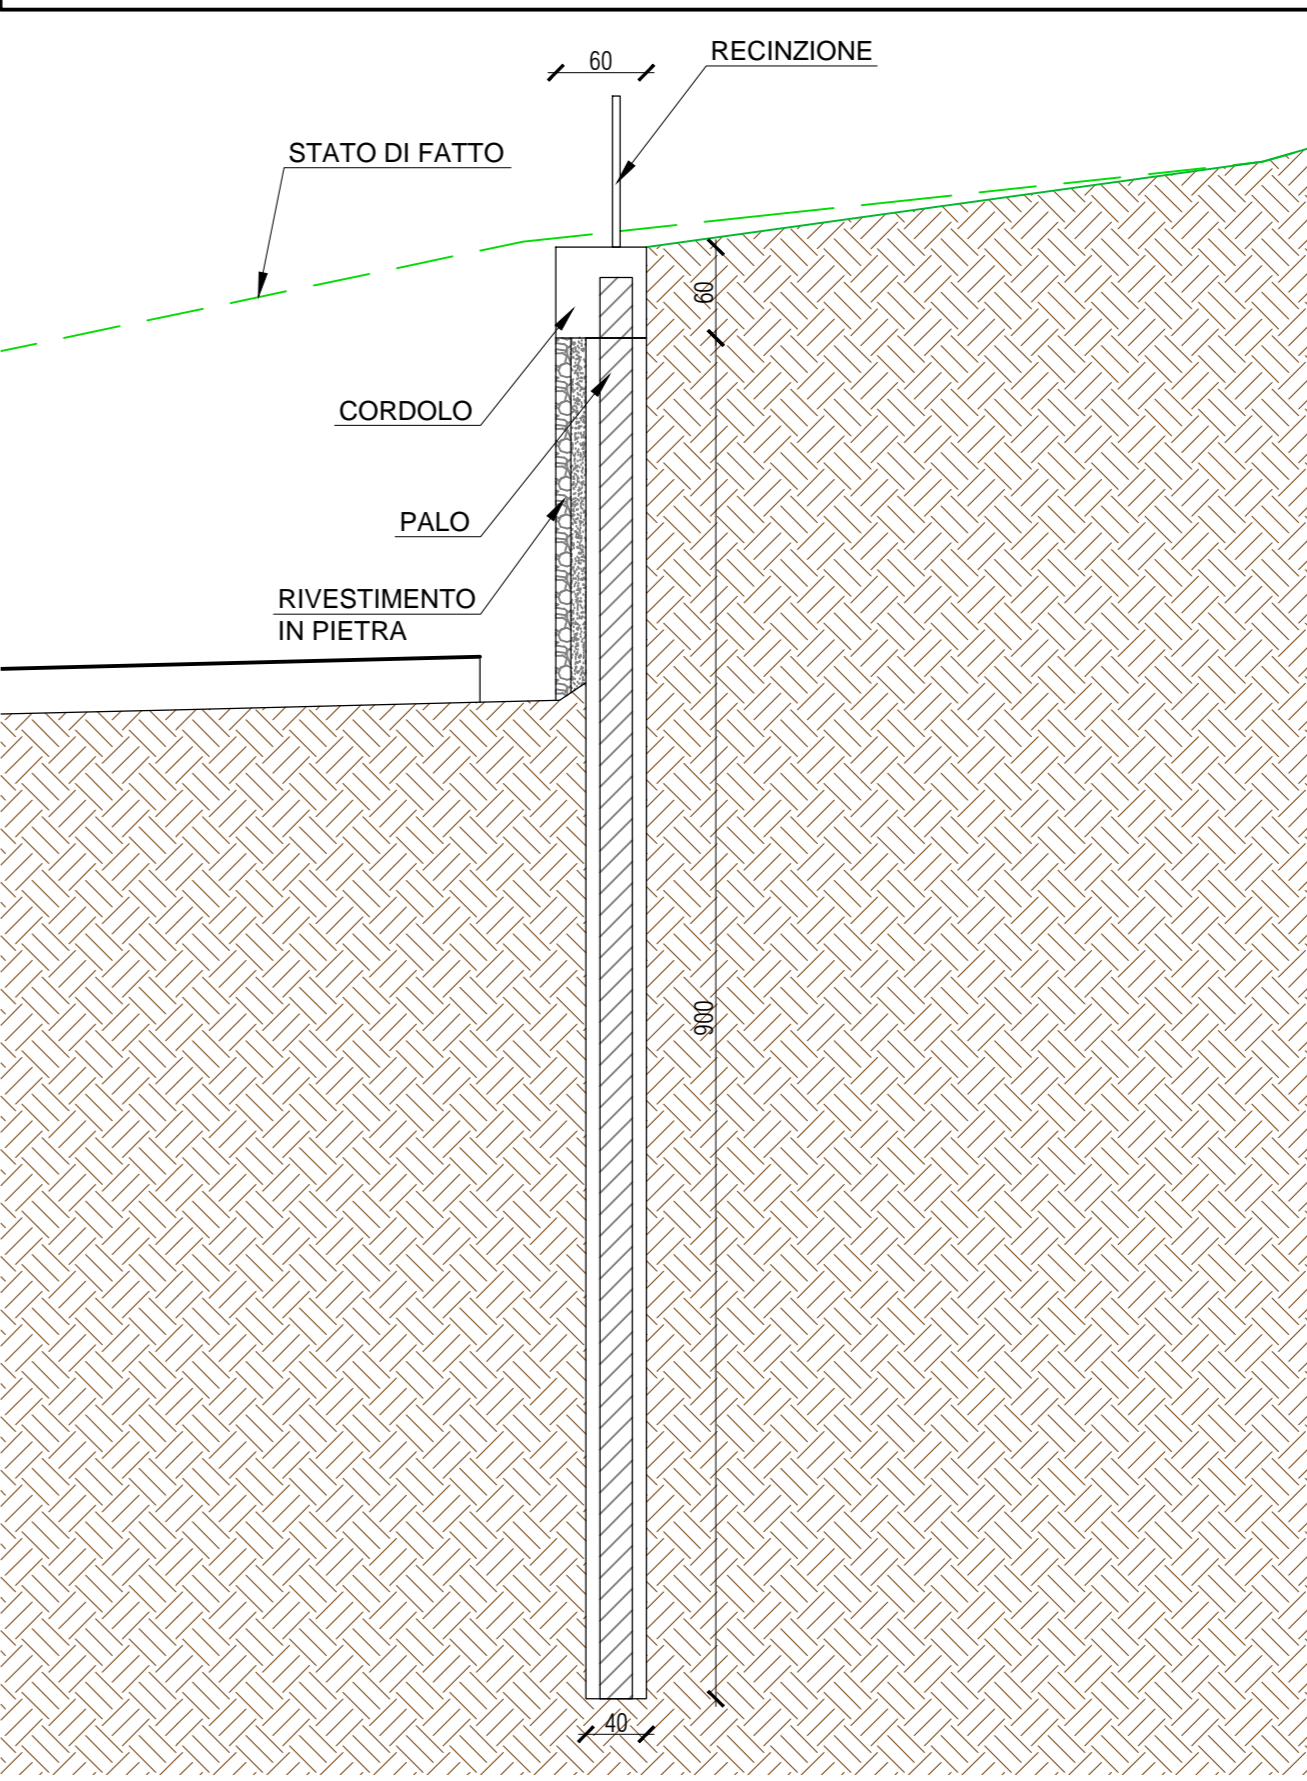 60
RECINZIONE
STATO DI FATTO
60
CORDOLO
PALO
RIVESTIMENTO
IN PIETRA
900
40